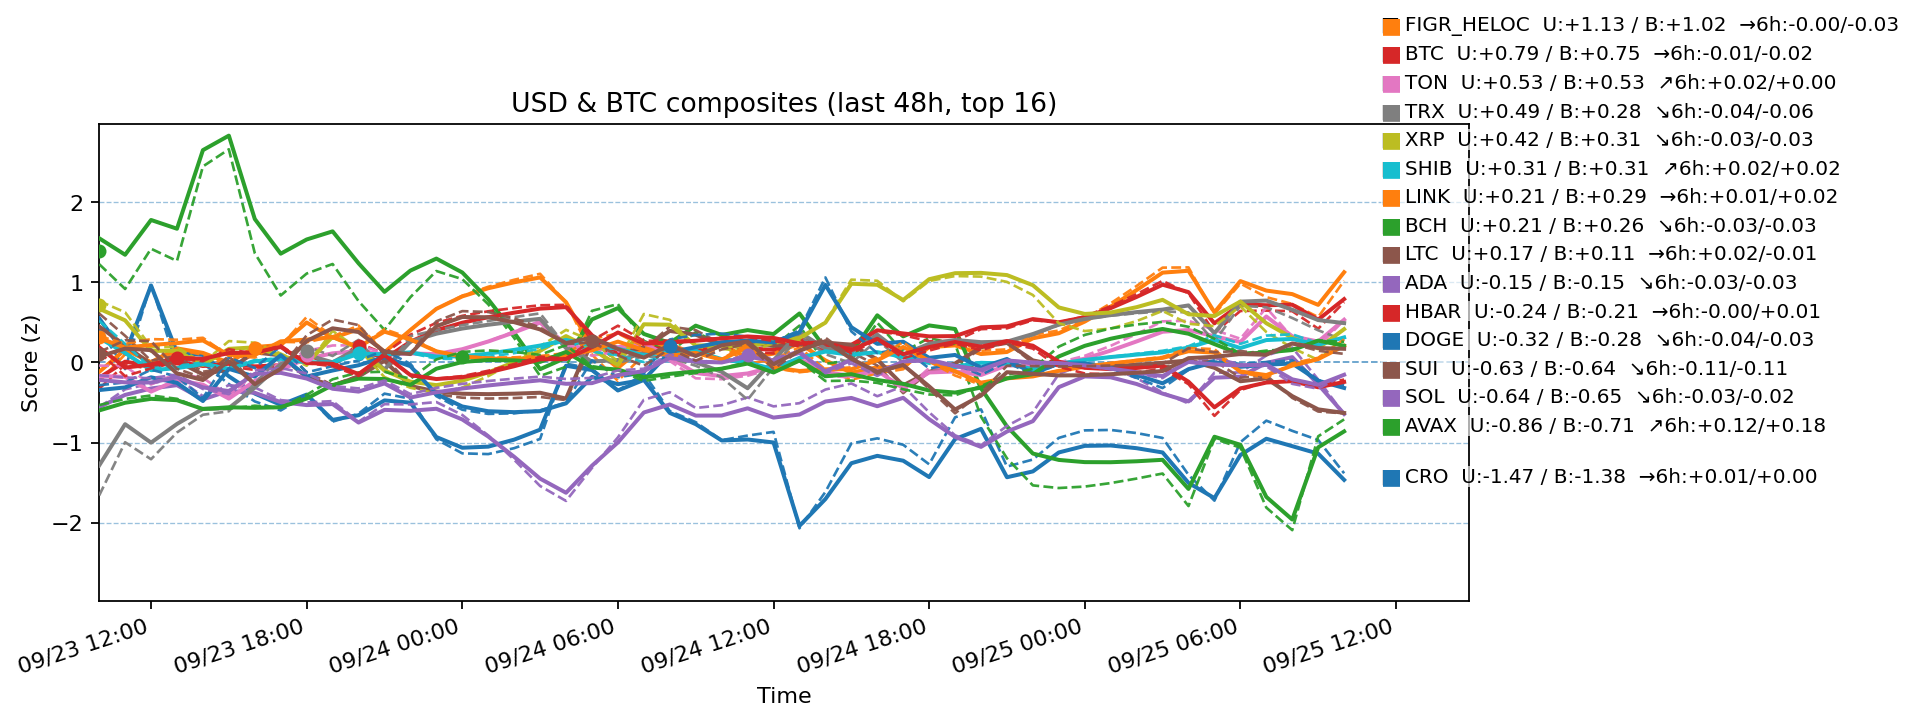 FIGR_HELOC U:+1.13 / B:+1.02 →6h:-0.00/-0.03
BTC U:+0.79 / B:+0.75 →6h:-0.01/-0.02
TON U:+0.53 / B:+0.53 ↗6h:+0.02/+0.00
USD & BTC composites (last 48h, top 16)
TRX U:+0.49 / B:+0.28 ↘6h:-0.04/-0.06
XRP U:+0.42 / B:+0.31 ↘6h:-0.03/-0.03
SHIB U:+0.31 / B:+0.31 ↗6h:+0.02/+0.02
LINK U:+0.21 / B:+0.29 →6h:+0.01/+0.02
BCH U:+0.21 / B:+0.26 ↘6h:-0.03/-0.03
LTC U:+0.17 / B:+0.11 →6h:+0.02/-0.01
ADA U:-0.15 / B:-0.15 ↘6h:-0.03/-0.03
HBAR U:-0.24 / B:-0.21 →6h:-0.00/+0.01
DOGE U:-0.32 / B:-0.28 ↘6h:-0.04/-0.03
SUI U:-0.63 / B:-0.64 ↘6h:-0.11/-0.11
SOL U:-0.64 / B:-0.65 ↘6h:-0.03/-0.02
AVAX U:-0.86 / B:-0.71 ↗6h:+0.12/+0.18
CRO U:-1.47 / B:-1.38 →6h:+0.01/+0.00
Score (z)
2
1
0
−1
−2
09/23 12:00
09/23 18:00
09/24 00:00
09/24 06:00
09/24 12:00
09/24 18:00
09/25 00:00
09/25 06:00
09/25 12:00
Time